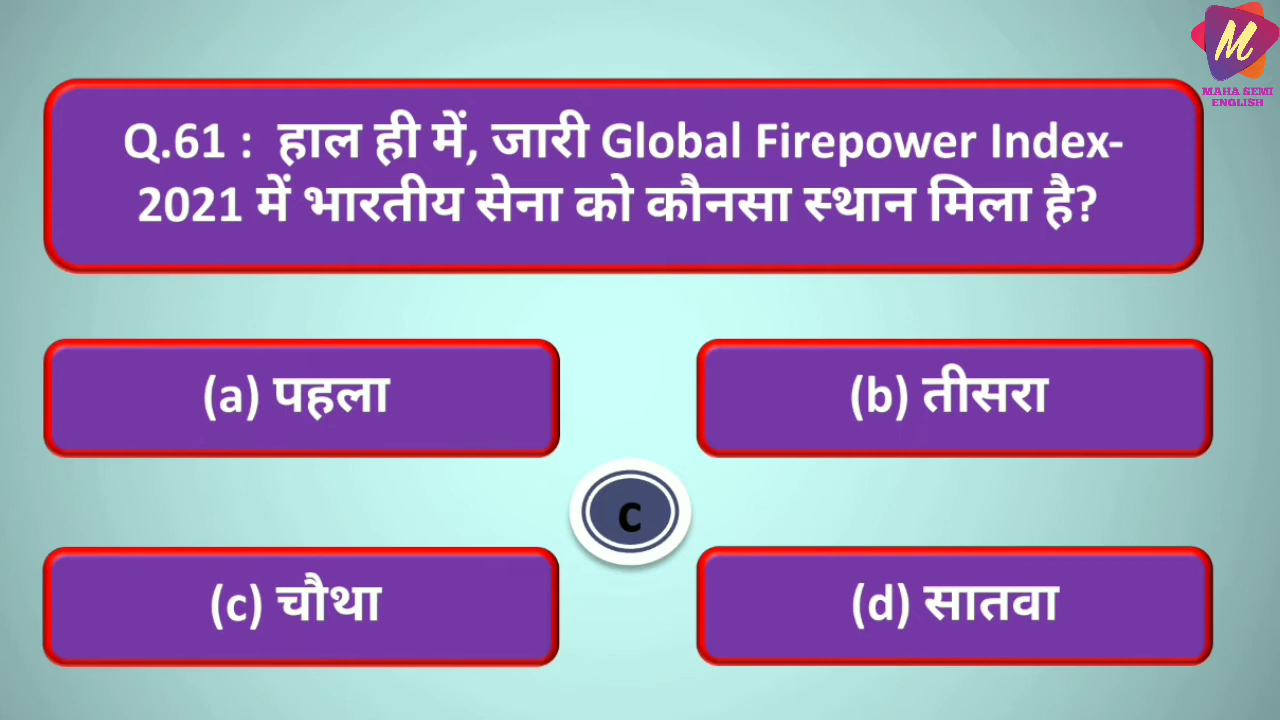 M
MAHA SEMI
ENGLISH
Q.61 : हाल ही में, जारी Global Firepower Index-
2021 में भारतीय सेना को कौनसा स्थान मिला है?
(a) पहला
(b) तीसरा
c
(c) चौथा
(d) सातवा